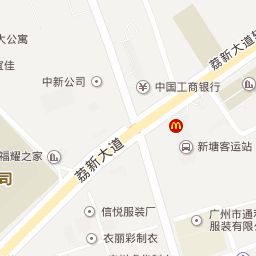 大公寓
宜佳
中新公司
中国工商银行
荔新大道
新塘客运站
福耀之家
司
荔新大道
信悦服装厂
衣丽彩制衣
广州市通利
服装有限公